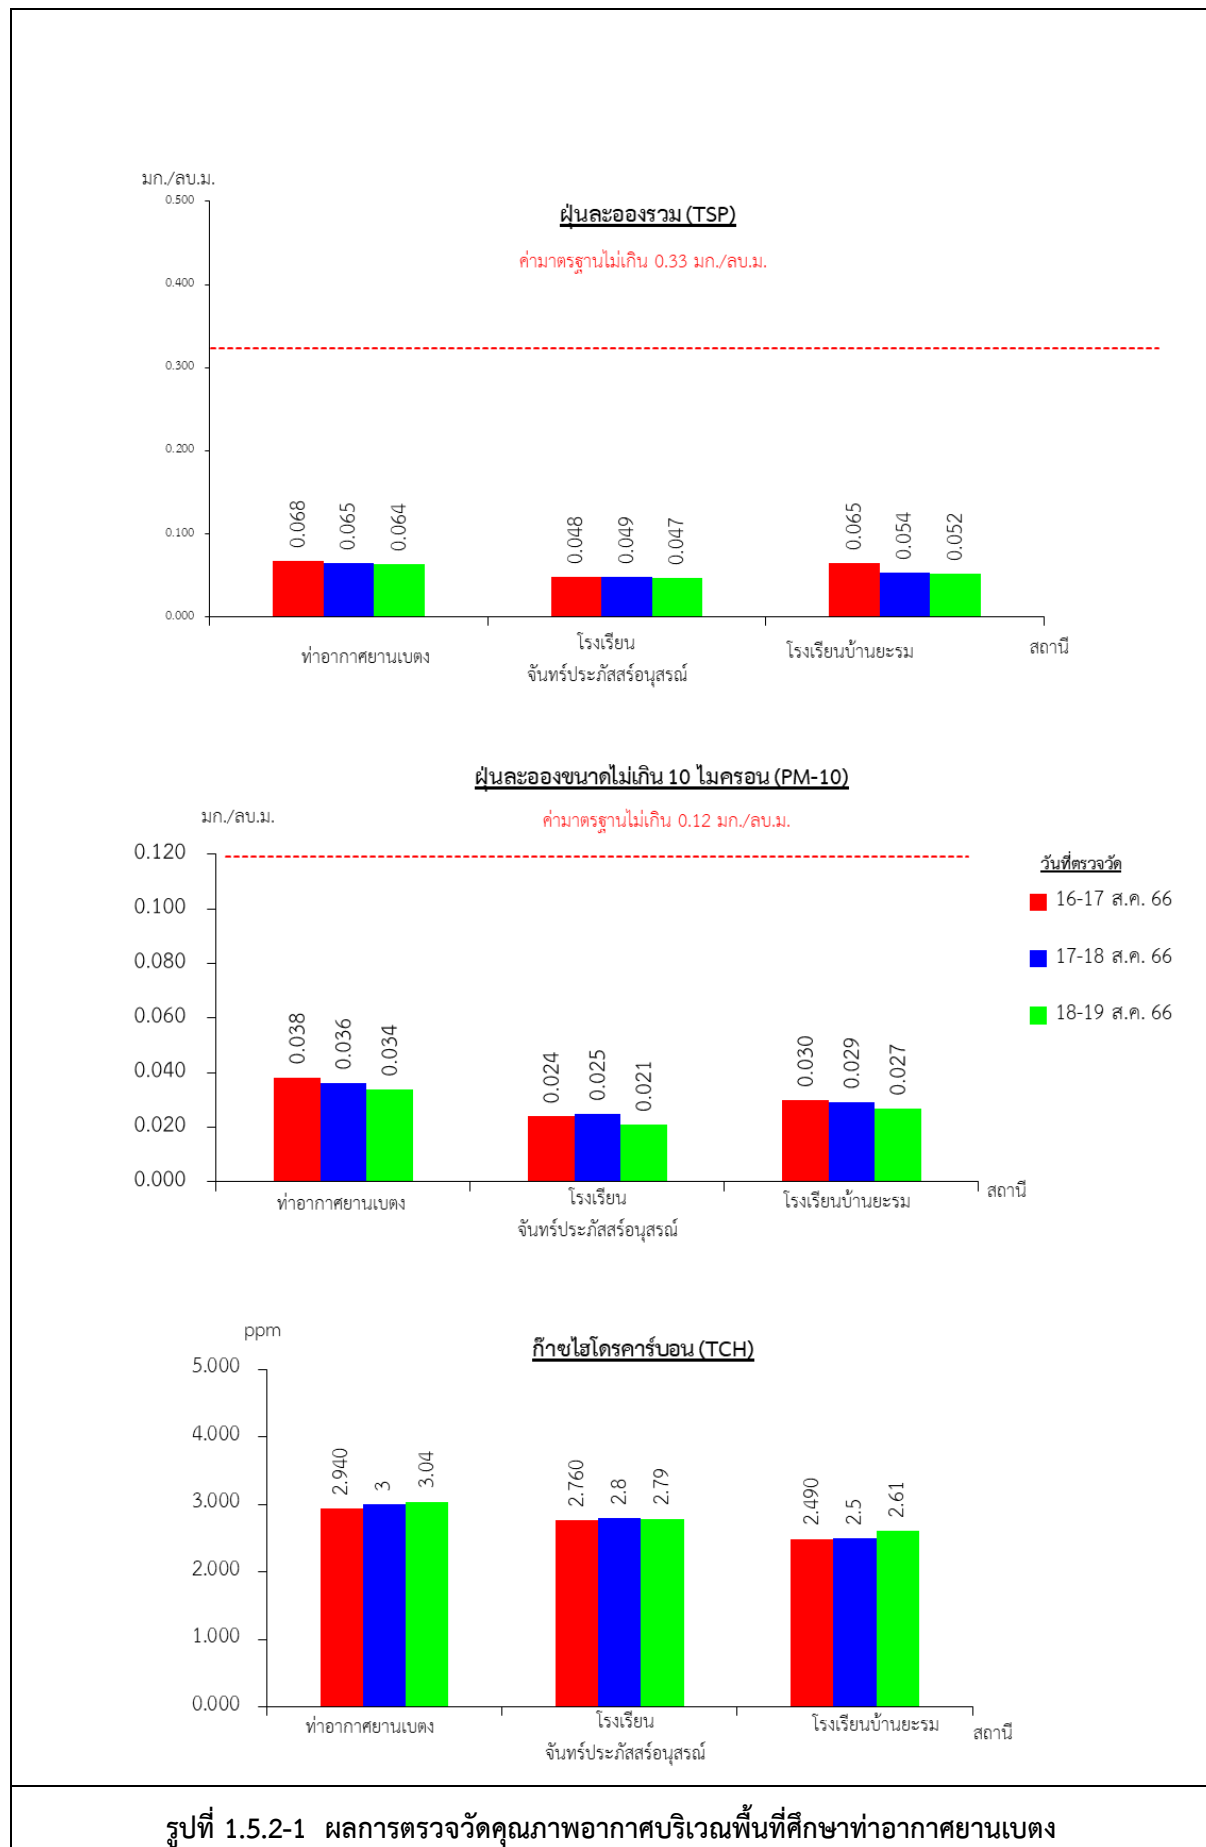 มก./ลบ.ม.
ฝุ่นละอองรวม (TSP)
ค่ามาตรฐานไม่เกิน 0.33 มก./ลบ.ม.
0.500
0.400
0.300
0.200
0.100
0.000
0.068
0.065
0.064
0.048
0.049
0.047
0.065
0.054
0.052
ท่าอากาศยานเบตง
โรงเรียน
จันทร์ประภัสสร์อนุสรณ์
โรงเรียนบ้านยะรม
สถานี
ฝุ่นละอองขนาดไม่เกิน 10 ไมครอน (PM-10)
มก./ลบ.ม.
ค่ามาตรฐานไม่เกิน 0.12 มก./ลบ.ม.
0.120
0.100
0.080
0.060
0.040
0.020
0.000
0.038
0.036
0.034
0.024
0.025
0.021
0.030
0.029
0.027
ท่าอากาศยานเบตง
โรงเรียน
จันทร์ประภัสสร์อนุสรณ์
โรงเรียนบ้านยะรม
สถานี
วันที่ตรวจวัด
16-17 ส.ค. 66
17-18 ส.ค. 66
18-19 ส.ค. 66
ppm
ก๊าซไฮโดรคาร์บอน (TCH)
5.000
4.000
3.000
2.000
1.000
0.000
2.940
3
3.04
2.760
2.8
2.79
2.490
2.5
2.61
ท่าอากาศยานเบตง
โรงเรียน
จันทร์ประภัสสร์อนุสรณ์
โรงเรียนบ้านยะรม
สถานี
รูปที่ 1.5.2-1 ผลการตรวจวัดคุณภาพอากาศบริเวณพื้นที่ศึกษาท่าอากาศยานเบตง